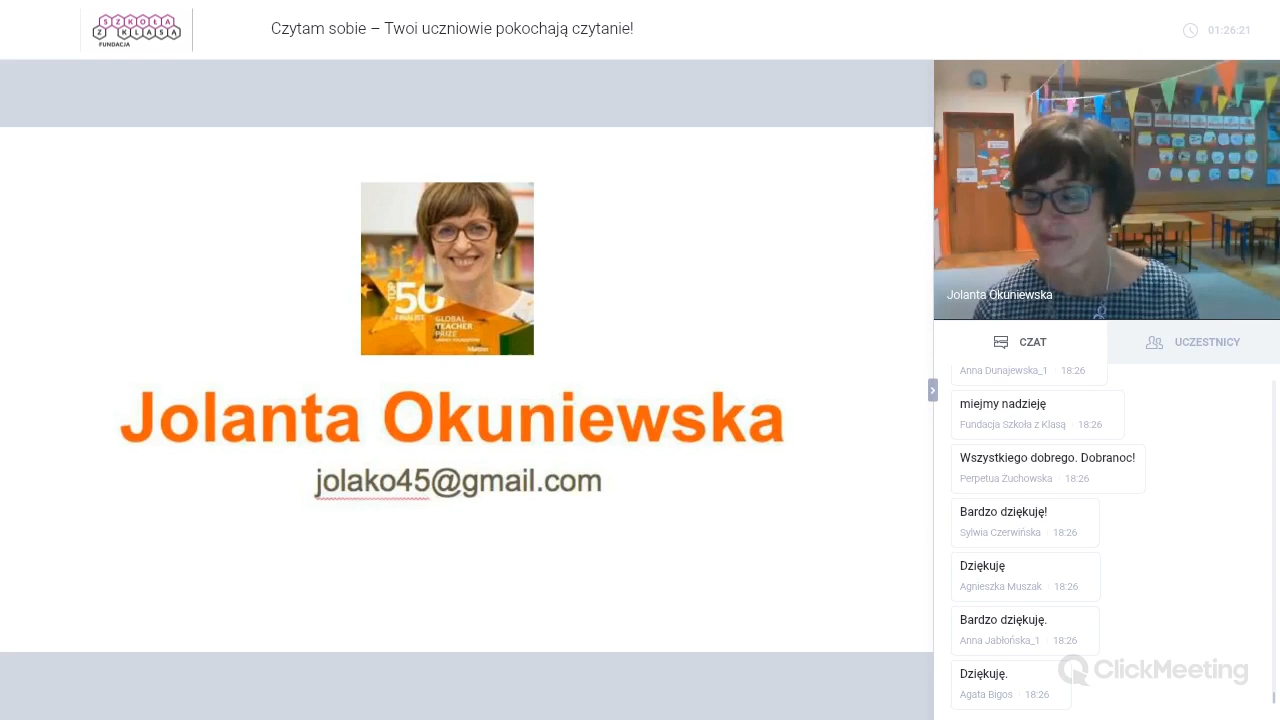 SZKOŁA
Z KLASĄ
FUNDACJA
Czytam sobie – Twoi uczniowie pokochają czytanie!
01:26:21
TOP
50
FINALIST
GLOBAL
TEACHER
PRIZE
Jolanta Okuniewska
jolako45@gmail.com
Jolanta Okuniewska
CZAT
UCZESTNICY
Anna Dunajewska_1 18:26
miejmy nadzieję
Fundacja Szkoła z Klasą 18:26
Wszystkiego dobrego. Dobranoc!
Perpetua Żuchowska 18:26
Bardzo dziękuję!
Sylwia Czerwińska 18:26
Dziękuję
Agnieszka Muszak 18:26
Bardzo dziękuję.
Anna Jabłońska_1 18:26
Dziękuję.
Agata Bigos 18:26
ClickMeeting